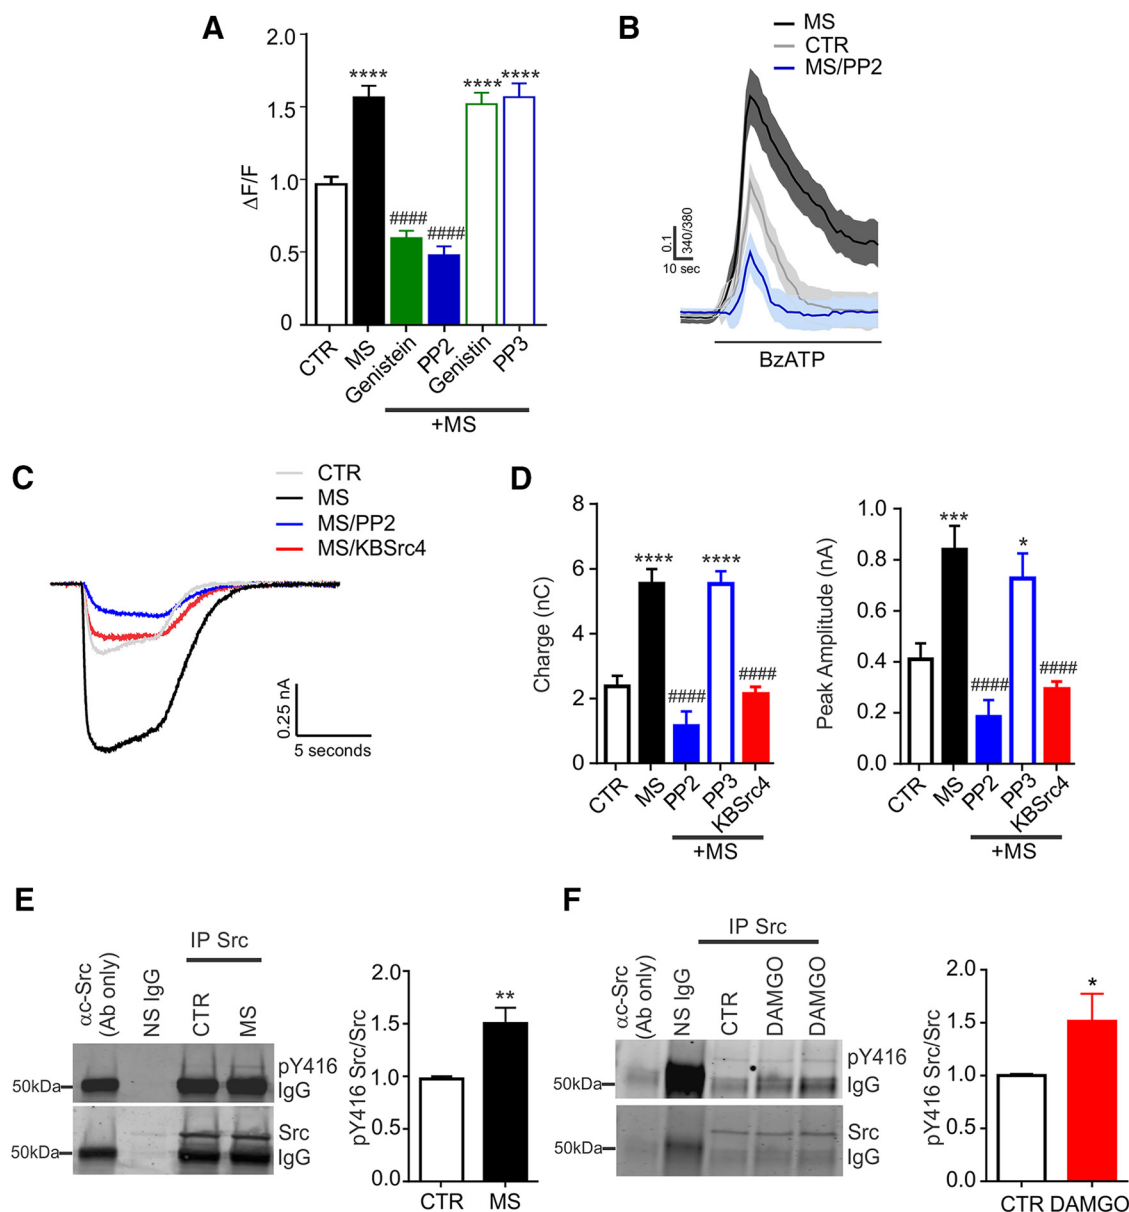 A
2.0
1.5
1.0
0.5
0
ΔF/F
****
####
####
****
****
CTR
MS
Genistein
PP2
Genistin
PP3
+MS
B
MS
CTR
MS/PP2
0.1
340/380
10 sec
BzATP
C
CTR
MS
MS/PP2
MS/KBSrc4
0.25 nA
5 seconds
D
8
6
4
2
0
Charge (nC)
****
####
****
####
CTR
MS
PP2
PP3
KBSrc4
+MS
1.0
0.8
0.6
0.4
0.2
0.0
Peak Amplitude (nA)
***
####
*
####
CTR
MS
PP2
PP3
KBSrc4
+MS
E
IP Src
αc-Src
(Ab only)
NS IgG
CTR
MS
pY416
50kDa
IgG
Src
50kDa
IgG
2.0
1.5
1.0
0.5
0.0
pY416 Src/Src
**
CTR
MS
F
IP Src
αc-Src
(Ab only)
NS IgG
CTR
DAMGO
DAMGO
pY416
50kDa
IgG
Src
50kDa
IgG
2.0
1.5
1.0
0.5
0.0
pY416 Src/Src
*
CTR DAMGO